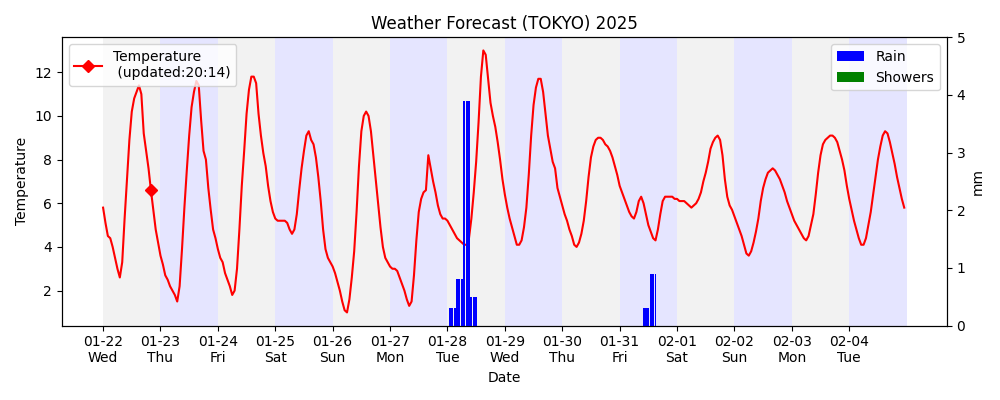 Weather Forecast (TOKYO) 2025
Temperature
(updated:20:14)
Rain
Showers
Temperature
12
10
8
6
4
2
5
4
3
2
1
0
mm
01-22 01-23 01-24 01-25 01-26 01-27 01-28 01-29 01-30 01-31 02-01 02-02 02-03 02-04
Wed Thu Fri Sat Sun Mon Tue Wed Thu Fri Sat Sun Mon Tue
Date